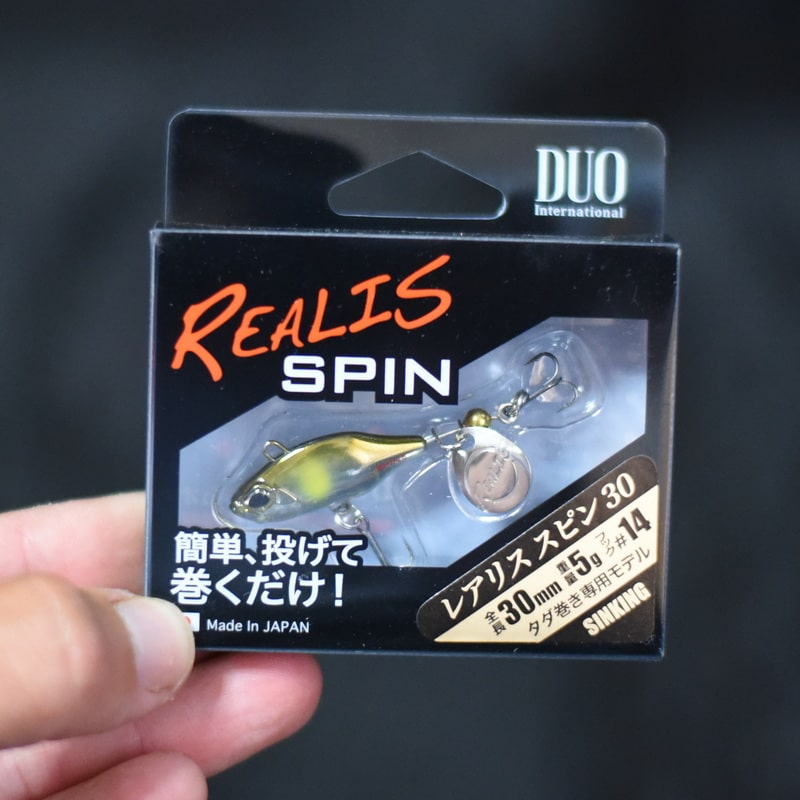 DUO
International
REALIS
SPIN
簡単、投げて
巻くだけ!
Made In JAPAN
レアリス スピン 30
全長 30mm 重量 5g フック #14
タダ巻き専用モデル
SINKING